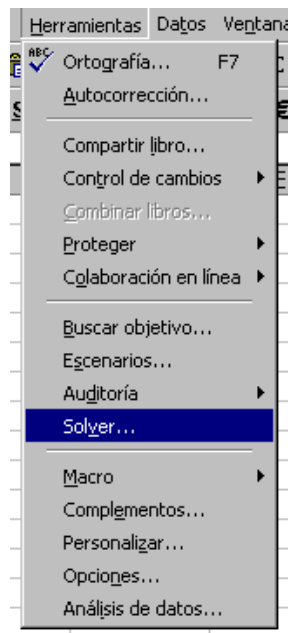 Herramientas Datos Ventana
ABC Ortografía... F7
Autocorrección...
Compartir libro...
Control de cambios
Combinar libros...
Proteger
Colaboración en línea
Buscar objetivo...
Escenarios...
Auditoría
Solver...
Macro
Complementos...
Personalizar...
Opciones...
Análisis de datos...